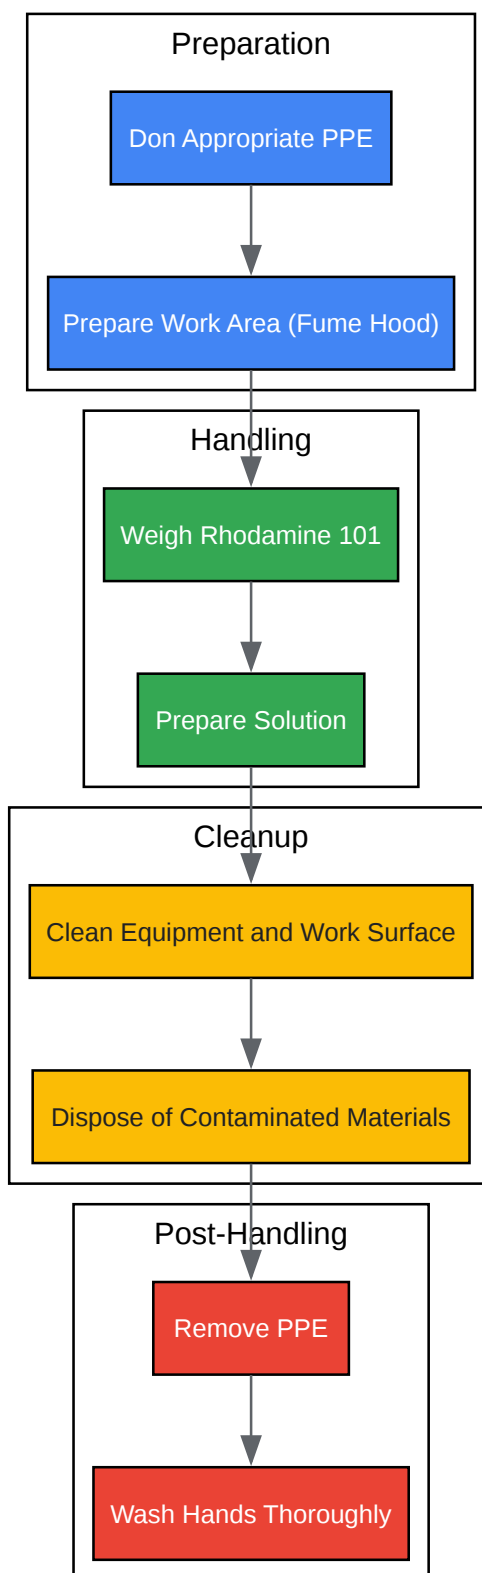 Preparation
Don Appropriate PPE
Prepare Work Area (Fume Hood)
Handling
Weigh Rhodamine 101
Prepare Solution
Cleanup
Clean Equipment and Work Surface
Dispose of Contaminated Materials
Post-Handling
Remove PPE
Wash Hands Thoroughly